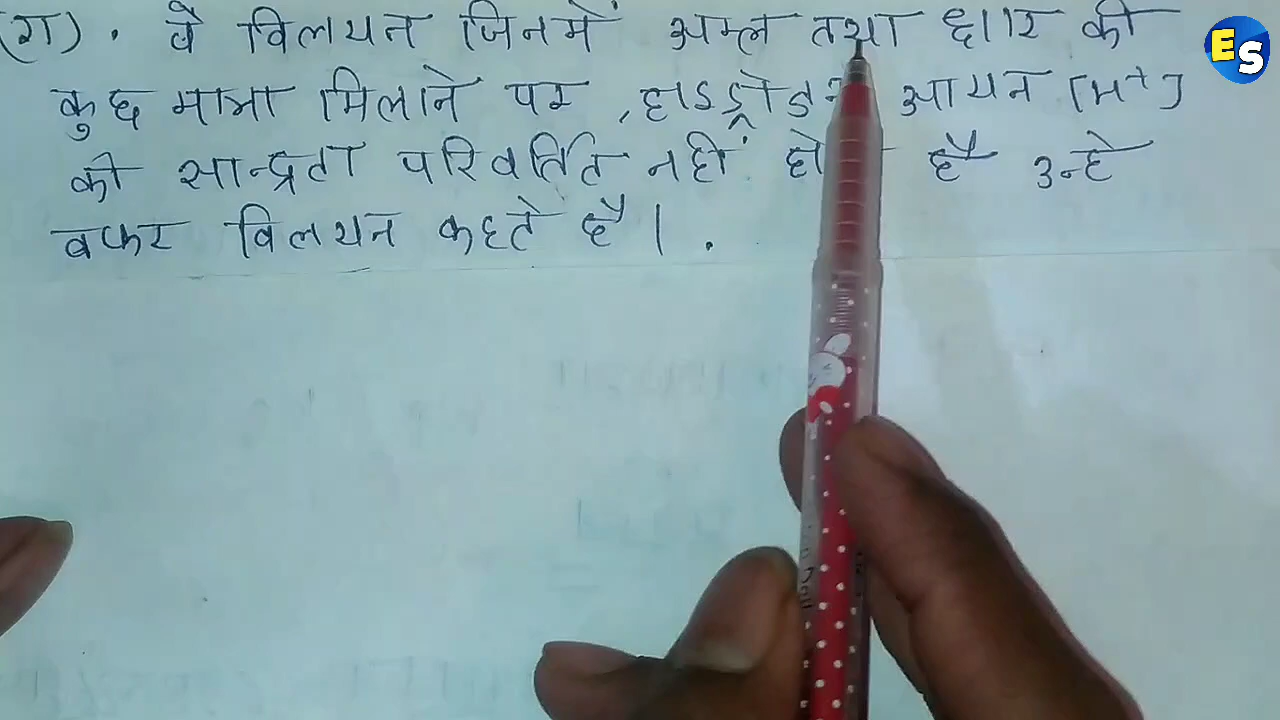 (ग). वे विलयन जिनमें अम्ल तथा क्षार की
कुछ मात्रा मिलाने पर, हाइड्रोजन आयन [H⁺]
की सान्द्रता परिवर्तित नहीं होता है उन्हे
बफर विलयन कहते है।.
ES